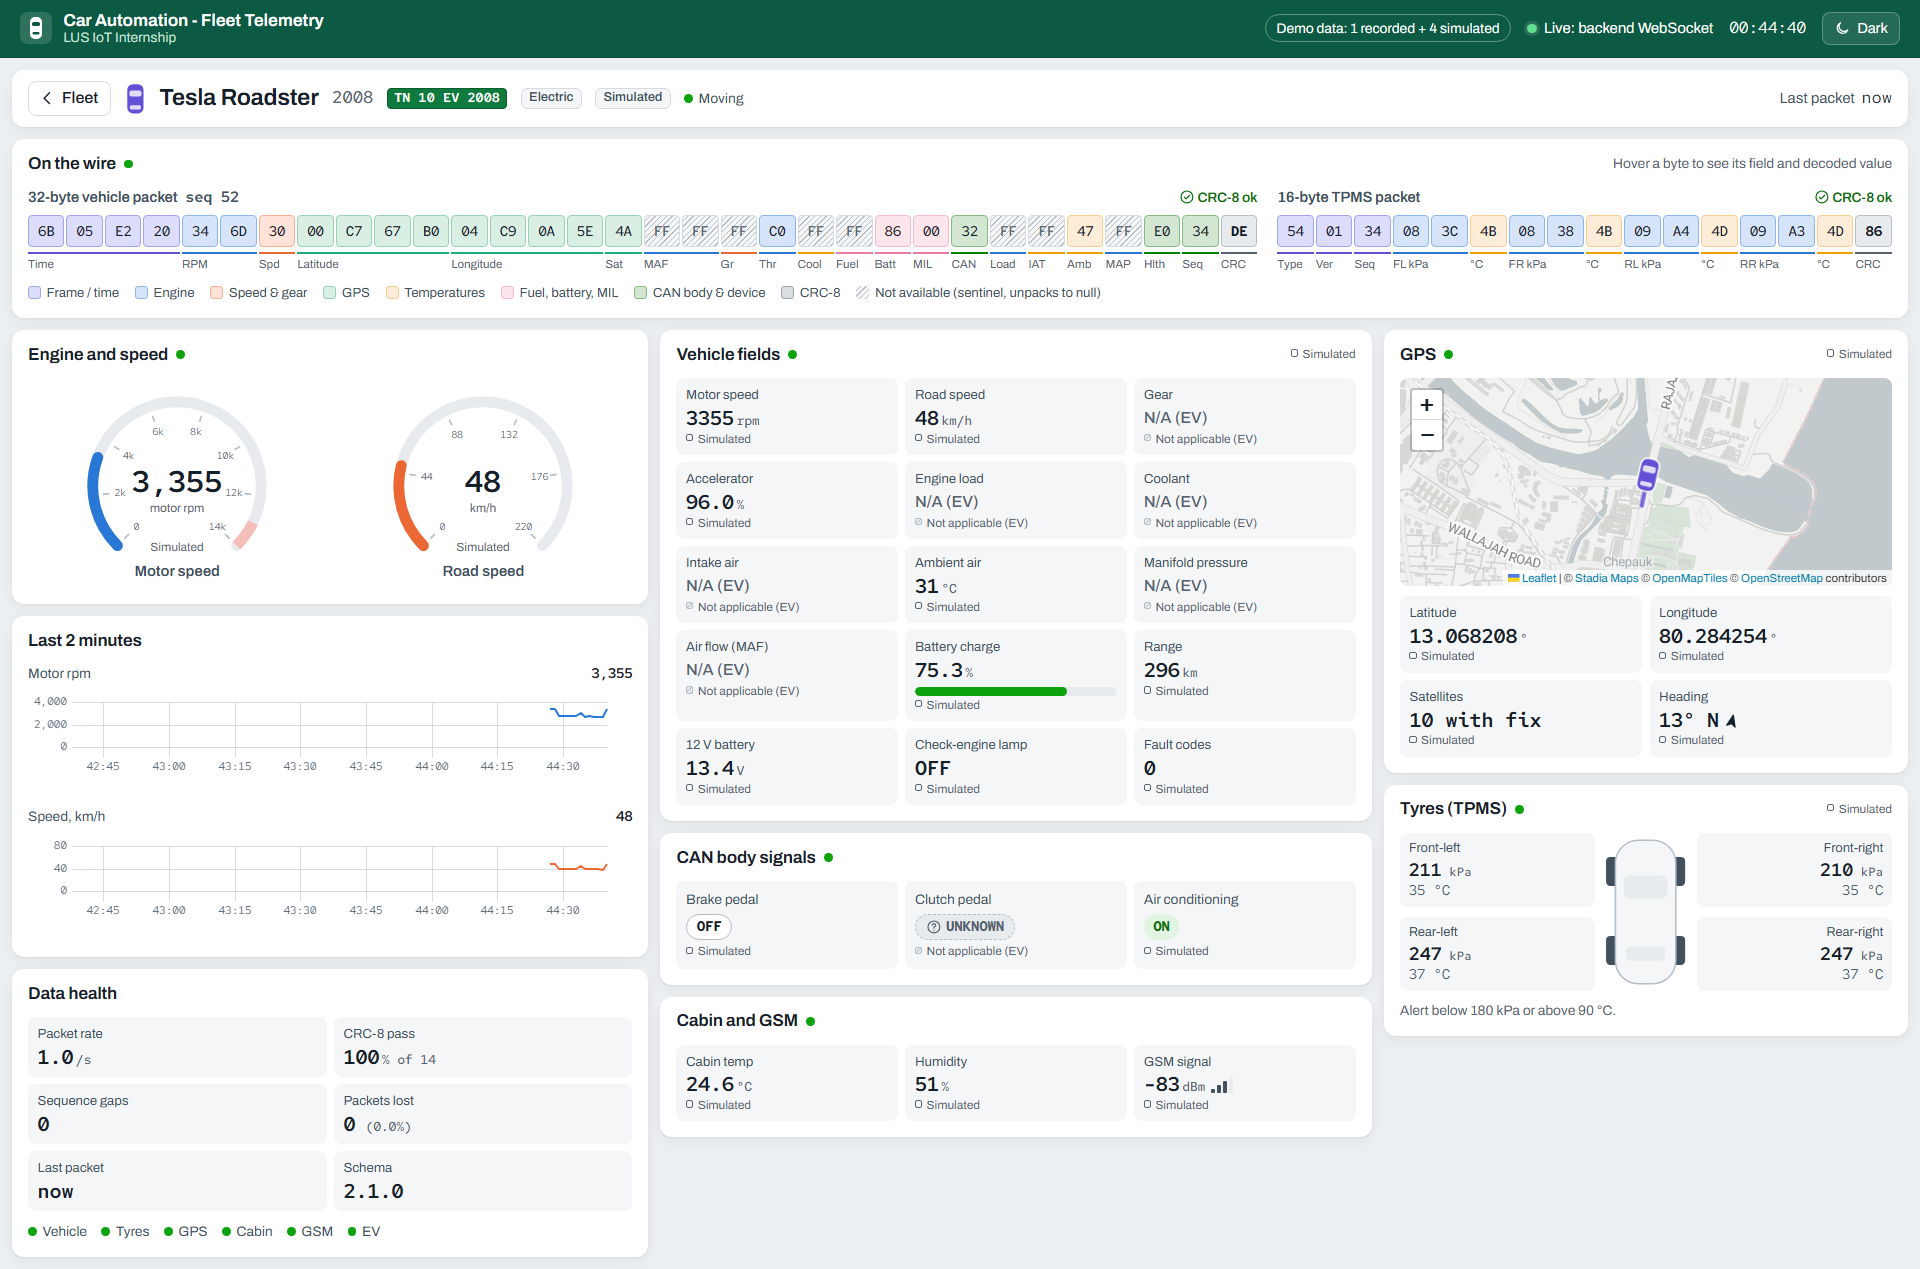 Car Automation - Fleet Telemetry
LUS IoT Internship
Demo data: 1 recorded + 4 simulated
Live: backend WebSocket
00:44:40
Dark
Fleet
Tesla Roadster 2008
TN 10 EV 2008
Electric
Simulated
Moving
Last packet now
On the wire
Hover a byte to see its field and decoded value
32-byte vehicle packet seq 52
CRC-8 ok
6B 05 E2 20 34 6D 30 00 C7 67 B0 04 C9 0A 5E 4A FF FF FF C0 FF FF 86 00 32 FF FF 47 FF E0 34 DE
Time RPM Spd Latitude Longitude Sat MAF Gr Thr Cool Fuel Batt MIL CAN Load IAT Amb MAP Hlth Seq CRC
16-byte TPMS packet
CRC-8 ok
54 01 34 08 3C 4B 08 38 4B 09 A4 4D 09 A3 4D 86
Type Ver Seq FL kPa °C FR kPa °C RL kPa °C RR kPa °C CRC
Frame / time Engine Speed & gear GPS Temperatures Fuel, battery, MIL CAN body & device CRC-8 Not available (sentinel, unpacks to null)
Engine and speed
0 2k 4k 6k 8k 10k 12k 14k
3,355
motor rpm
Simulated
Motor speed
0 44 88 132 176 220
48
km/h
Simulated
Road speed
Last 2 minutes
Motor rpm 3,355
4,000
2,000
0
42:45 43:00 43:15 43:30 43:45 44:00 44:15 44:30
Speed, km/h 48
80
40
0
42:45 43:00 43:15 43:30 43:45 44:00 44:15 44:30
Data health
Packet rate
1.0 /s
CRC-8 pass
100 % of 14
Sequence gaps
0
Packets lost
0 (0.0%)
Last packet
now
Schema
2.1.0
Vehicle Tyres GPS Cabin GSM EV
Vehicle fields
Simulated
Motor speed
3355 rpm
Simulated
Road speed
48 km/h
Simulated
Gear
N/A (EV)
Not applicable (EV)
Accelerator
96.0 %
Simulated
Engine load
N/A (EV)
Not applicable (EV)
Coolant
N/A (EV)
Not applicable (EV)
Intake air
N/A (EV)
Not applicable (EV)
Ambient air
31 °C
Simulated
Manifold pressure
N/A (EV)
Not applicable (EV)
Air flow (MAF)
N/A (EV)
Not applicable (EV)
Battery charge
75.3 %
Simulated
Range
296 km
Simulated
12 V battery
13.4 V
Simulated
Check-engine lamp
OFF
Simulated
Fault codes
0
Simulated
CAN body signals
Brake pedal
OFF
Simulated
Clutch pedal
UNKNOWN
Not applicable (EV)
Air conditioning
ON
Simulated
Cabin and GSM
Cabin temp
24.6 °C
Simulated
Humidity
51 %
Simulated
GSM signal
-83 dBm
Simulated
GPS
Simulated
+
−
RAJA
WALLAJAH ROAD
Chepauk
Leaflet | © Stadia Maps © OpenMapTiles © OpenStreetMap contributors
Latitude
13.068208 °
Simulated
Longitude
80.284254 °
Simulated
Satellites
10 with fix
Simulated
Heading
13° N
Simulated
Tyres (TPMS)
Simulated
Front-left
211 kPa
35 °C
Front-right
210 kPa
35 °C
Rear-left
247 kPa
37 °C
Rear-right
247 kPa
37 °C
Alert below 180 kPa or above 90 °C.